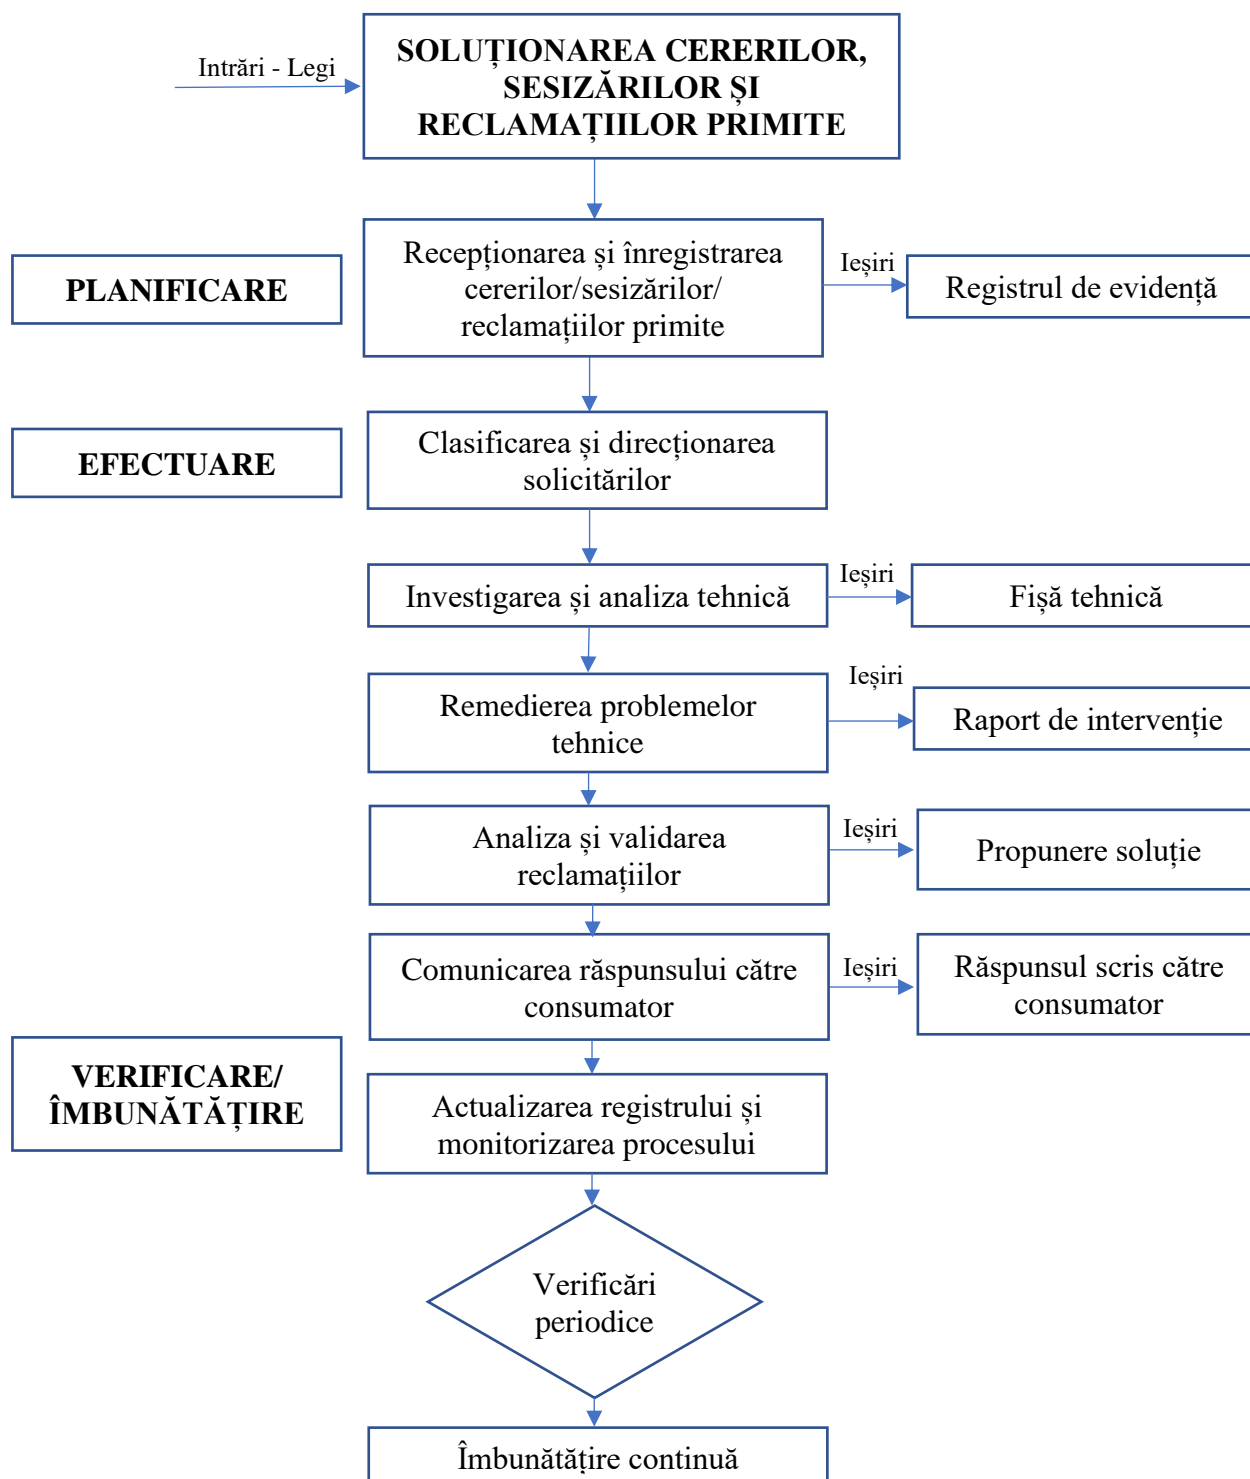 Intrări - Legi
SOLUȚIONAREA CERERILOR,
SESIZĂRILOR ȘI
RECLAMAȚIILOR PRIMITE
PLANIFICARE
Recepționarea și înregistrarea
cererilor/sesizărilor/
reclamațiilor primite
Ieșiri
Registrul de evidență
EFECTUARE
Clasificarea și direcționarea
solicitărilor
Investigarea și analiza tehnică
Ieșiri
Fișă tehnică
Remedierea problemelor
tehnice
Ieșiri
Raport de intervenție
Analiza și validarea
reclamațiilor
Ieșiri
Propunere soluție
Comunicarea răspunsului către
consumator
Ieșiri
Răspunsul scris către
consumator
VERIFICARE/
ÎMBUNĂTĂȚIRE
Actualizarea registrului și
monitorizarea procesului
Verificări
periodice
Îmbunătățire continuă